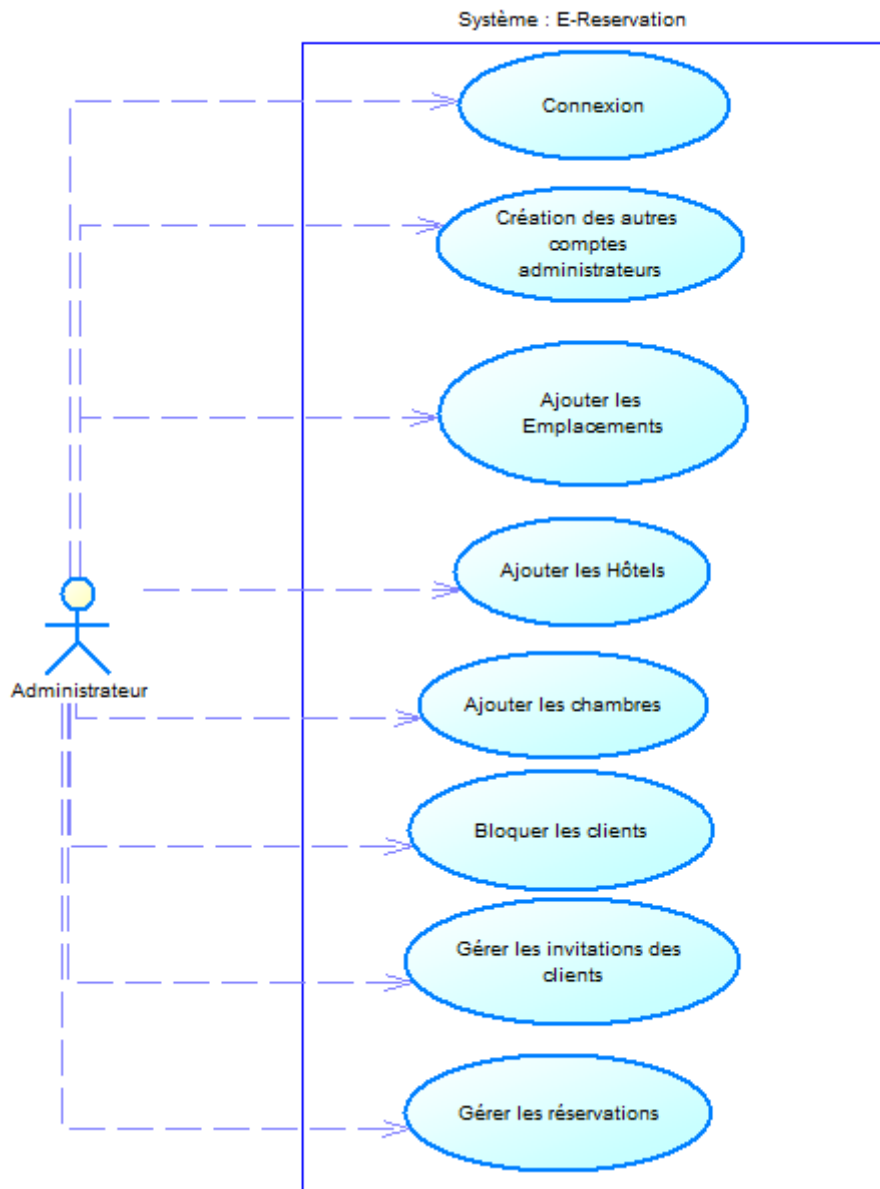 Système : E-Reservation
Connexion
Création des autres
comptes
administrateurs
Ajouter les
Emplacements
Ajouter les Hôtels
Administrateur
Ajouter les chambres
Bloquer les clients
Gérer les invitations des
clients
Gérer les réservations